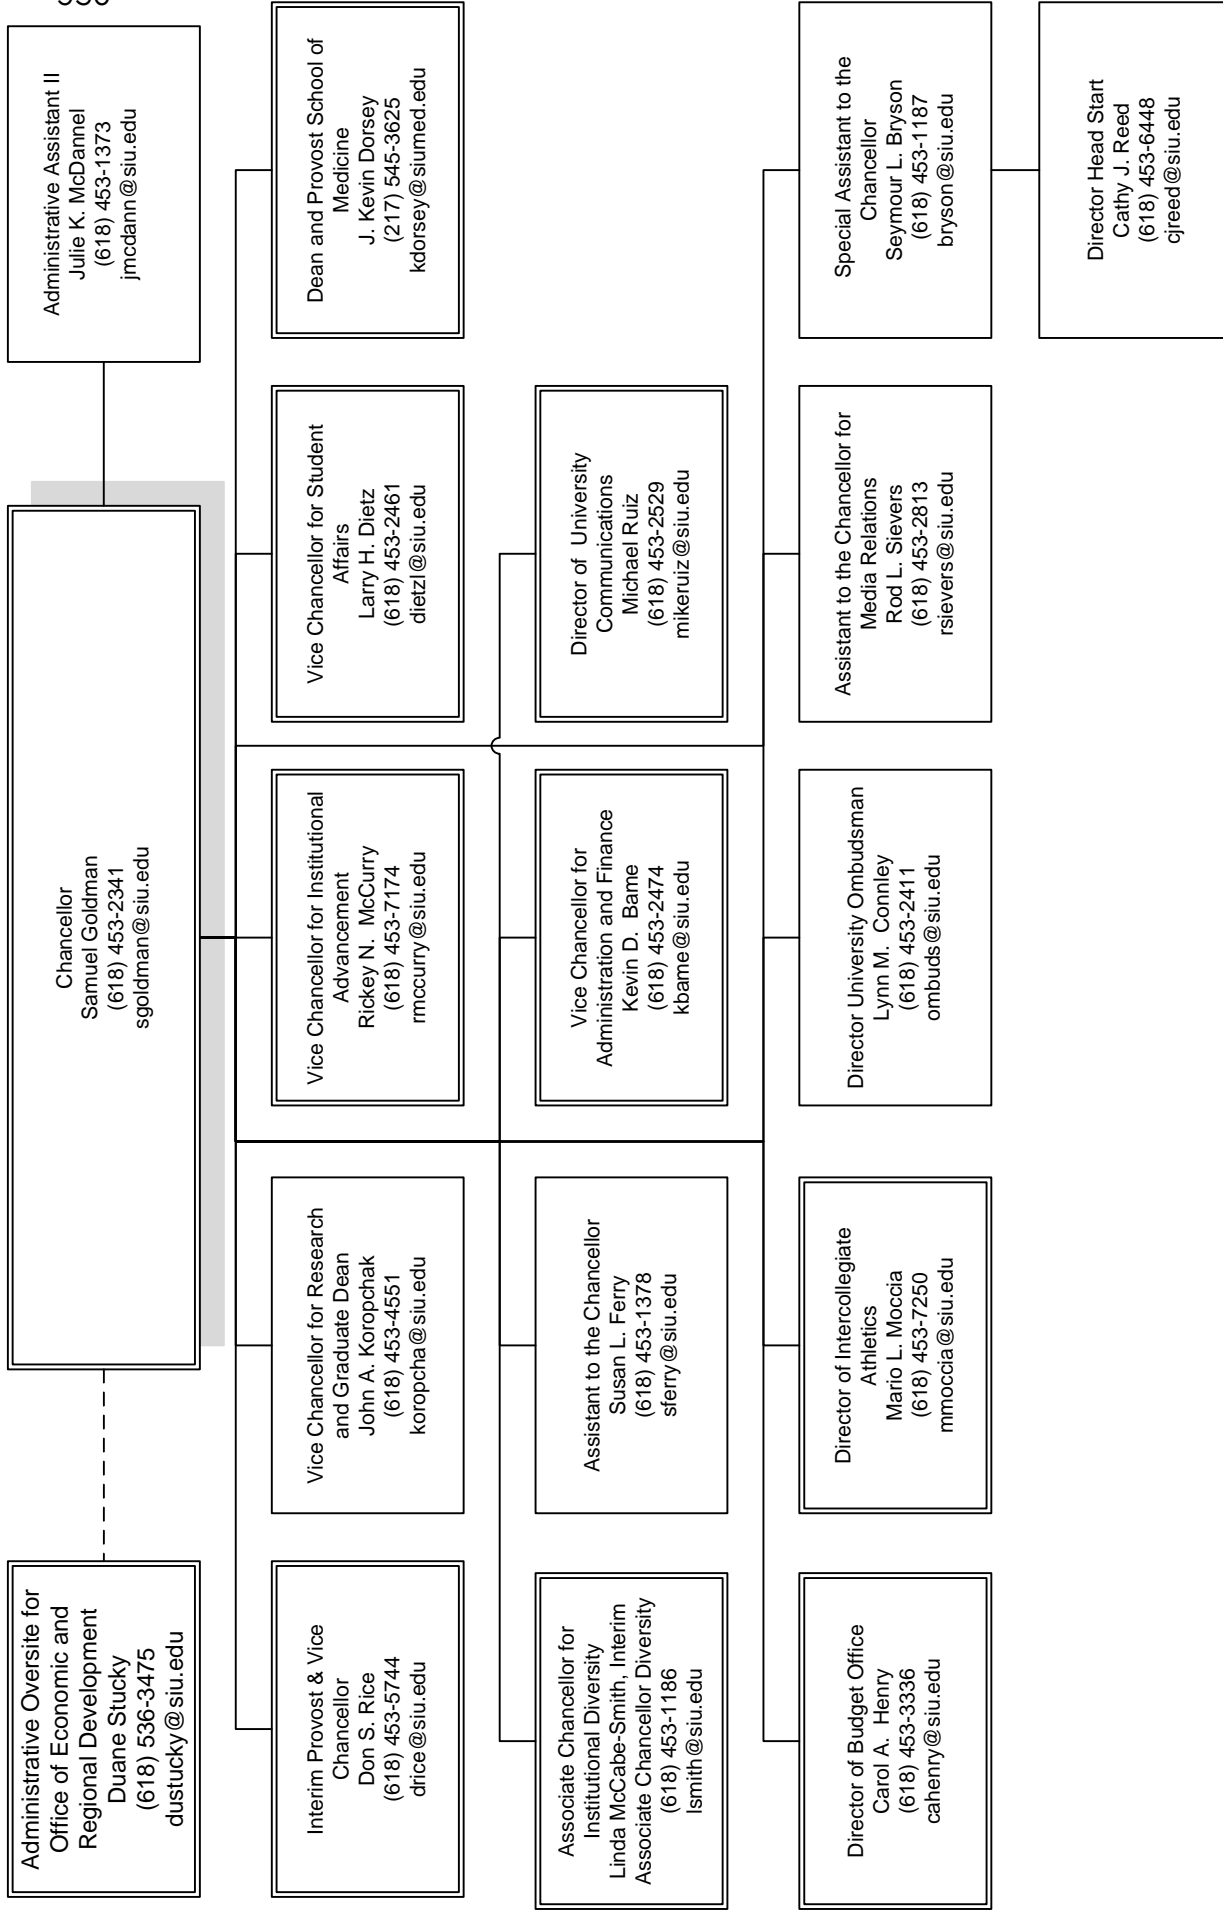 Administrative Oversite for
Office of Economic and
Regional Development
Duane Stucky
(618) 536-3475
dustucky@siu.edu
Chancellor
Samuel Goldman
(618) 453-2341
sgoldman@siu.edu
Administrative Assistant II
Julie K. McDannel
(618) 453-1373
jmcdann@siu.edu
Interim Provost & Vice
Chancellor
Don S. Rice
(618) 453-5744
drice@siu.edu
Vice Chancellor for Research
and Graduate Dean
John A. Koropchak
(618) 453-4551
koropcha@siu.edu
Vice Chancellor for Institutional
Advancement
Rickey N. McCurry
(618) 453-7174
rmccurry@siu.edu
Vice Chancellor for Student
Affairs
Larry H. Dietz
(618) 453-2461
dietzl@siu.edu
Dean and Provost School of
Medicine
J. Kevin Dorsey
(217) 545-3625
kdorsey@siumed.edu
Associate Chancellor for
Institutional Diversity
Linda McCabe-Smith, Interim
Associate Chancellor Diversity
(618) 453-1186
lsmith@siu.edu
Assistant to the Chancellor
Susan L. Ferry
(618) 453-1378
sferry@siu.edu
Vice Chancellor for
Administration and Finance
Kevin D. Bame
(618) 453-2474
kbame@siu.edu
Director of University
Communications
Michael Ruiz
(618) 453-2529
mikeruiz@siu.edu
Director of Budget Office
Carol A. Henry
(618) 453-3336
cahenry@siu.edu
Director of Intercollegiate
Athletics
Mario L. Moccia
(618) 453-7250
mmoccia@siu.edu
Director University Ombudsman
Lynn M. Connley
(618) 453-2411
ombuds@siu.edu
Assistant to the Chancellor for
Media Relations
Rod L. Sievers
(618) 453-2813
rsievers@siu.edu
Special Assistant to the
Chancellor
Seymour L. Bryson
(618) 453-1187
bryson@siu.edu
Director Head Start
Cathy J. Reed
(618) 453-6448
cjreed@siu.edu